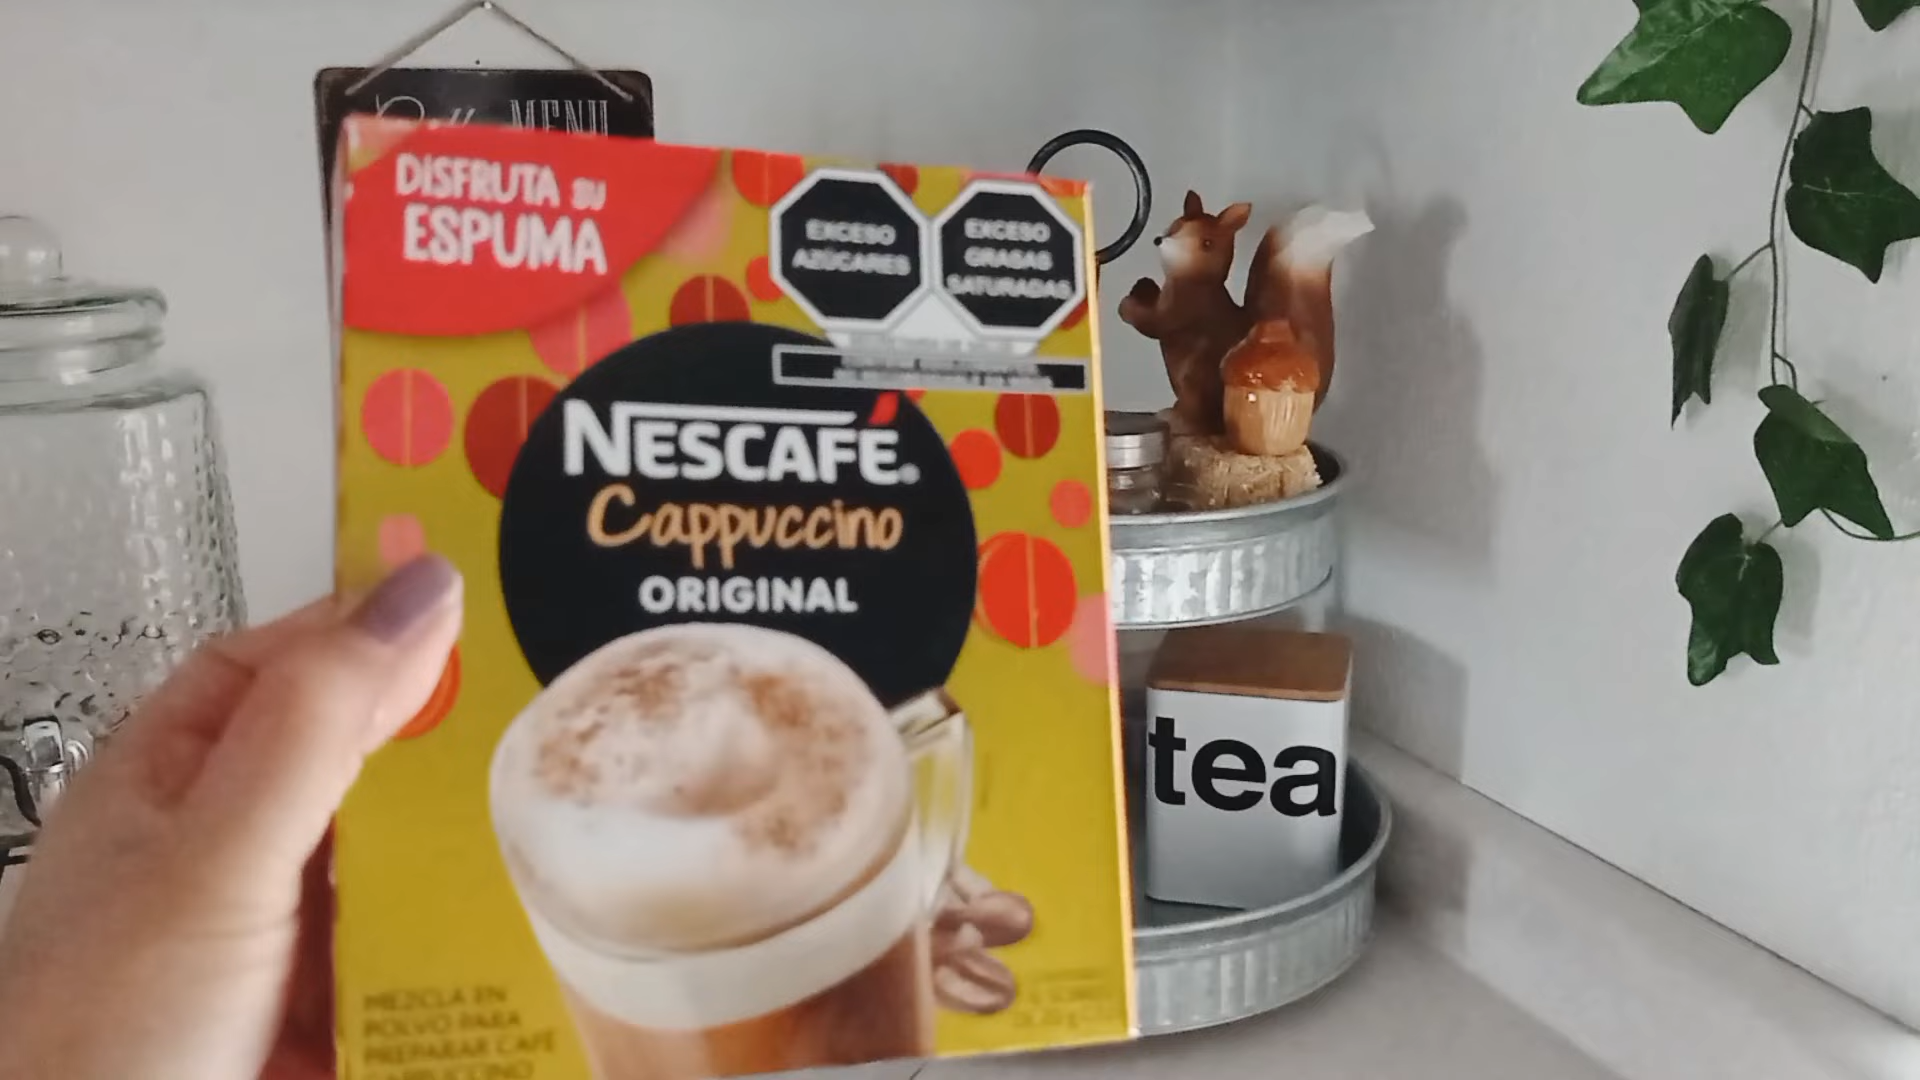 MENU
DISFRUTA SU
ESPUMA
EXCESO
AZÚCARES
EXCESO
GRASAS
SATURADAS
NESCAFÉ
Cappuccino
ORIGINAL
tea
MEZCLA EN
POLVO PARA
PREPARAR CAFÉ
CAPPUCCINO